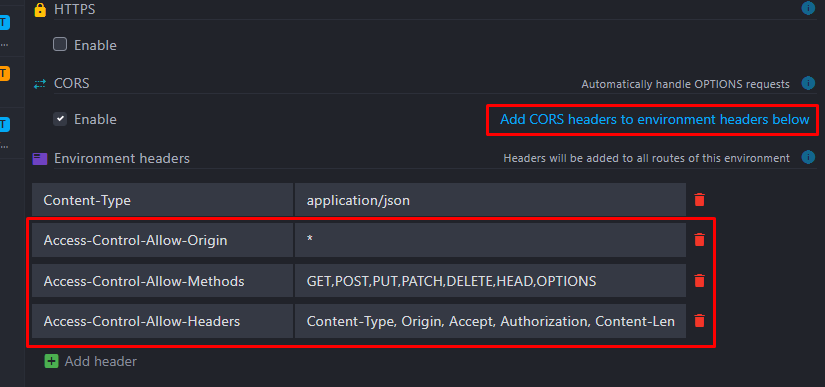 HTTPS
T
...
Enable
T
CORS
Automatically handle OPTIONS requests
T
Enable
Add CORS headers to environment headers below
...
Environment headers
Headers will be added to all routes of this environment
Content-Type
application/json
Access-Control-Allow-Origin
*
Access-Control-Allow-Methods
GET,POST,PUT,PATCH,DELETE,HEAD,OPTIONS
Access-Control-Allow-Headers
Content-Type, Origin, Accept, Authorization, Content-Len
Add header